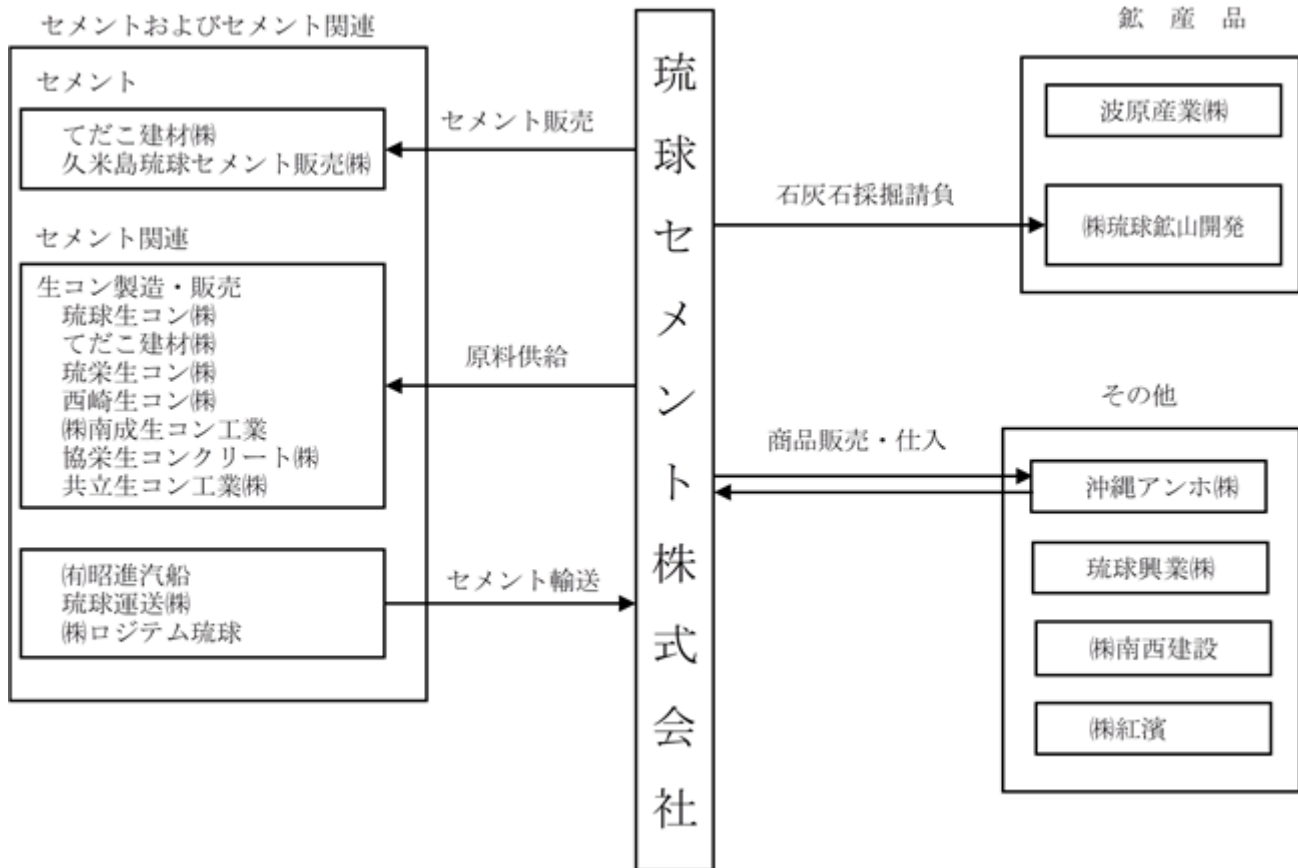 セメントおよびセメント関連
セメント
てだこ建材㈱
久米島琉球セメント販売㈱
セメント販売
セメント関連
生コン製造・販売
琉球生コン㈱
てだこ建材㈱
琉栄生コン㈱
西崎生コン㈱
㈱南成生コン工業
協栄生コンクリート㈱
共立生コン工業㈱
原料供給
㈲昭進汽船
琉球運送㈱
㈱ロジテム琉球
セメント輸送
琉球セメント株式会社
鉱産品
波原産業㈱
㈱琉球鉱山開発
石灰石採掘請負
その他
商品販売・仕入
沖縄アンホ㈱
琉球興業㈱
㈱南西建設
㈱紅濱